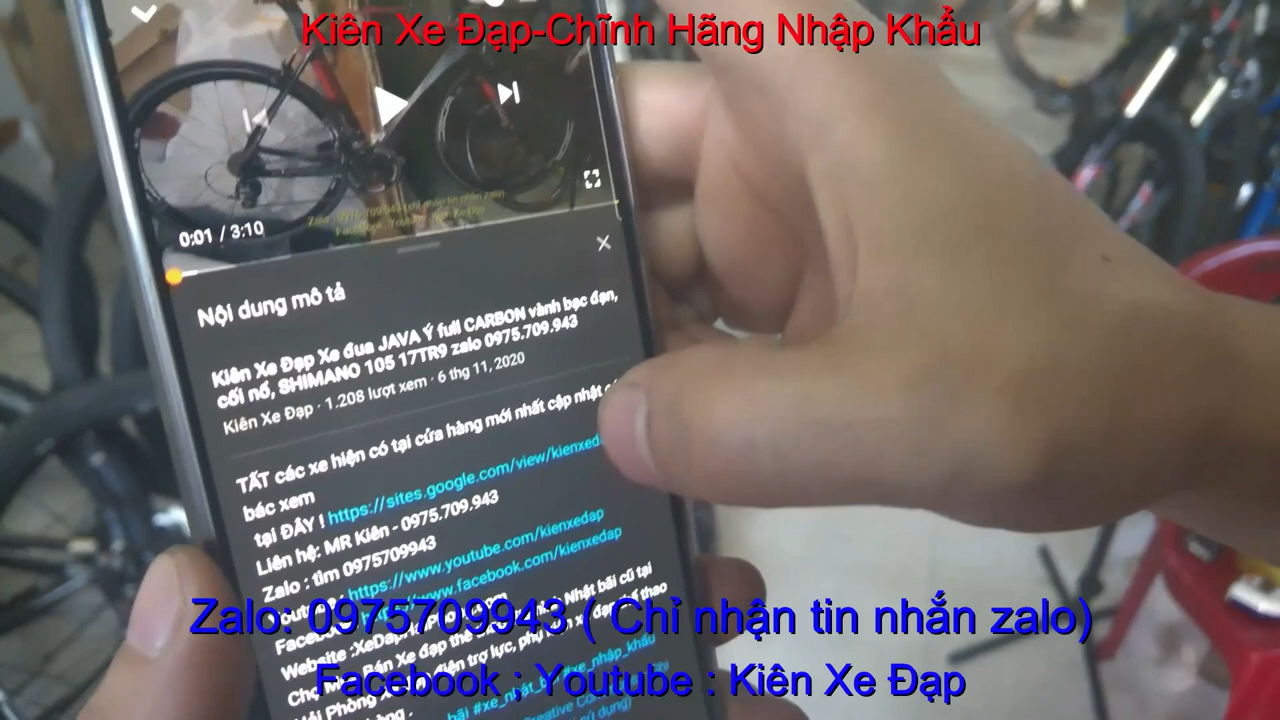 Kiên Xe Đạp-Chĩnh Hãng Nhập Khẩu
0:01 / 3:10
Nội dung mô tả
Kiên Xe Đạp Xe đua JAVA Ý full CARBON vành bạc đạn,
cối nổ, SHIMANO 105 17TR9 zalo 0975.709.943
Kiên Xe Đạp · 1.208 lượt xem · 6 thg 11, 2020
TẤT các xe hiện có tại cửa hàng mới nhất cập nhật
bác xem
tại ĐÂY ! https://sites.google.com/view/kienxed
Liên hệ: MR Kiên - 0975.709.943
Zalo : tìm 0975709943
https://www.youtube.com/kienxedap
www.facebook.com/kienxedap
Zalo: 0975709943 ( Chỉ nhận tin nhắn zalo)
Facebook ; Youtube : Kiên Xe Đạp